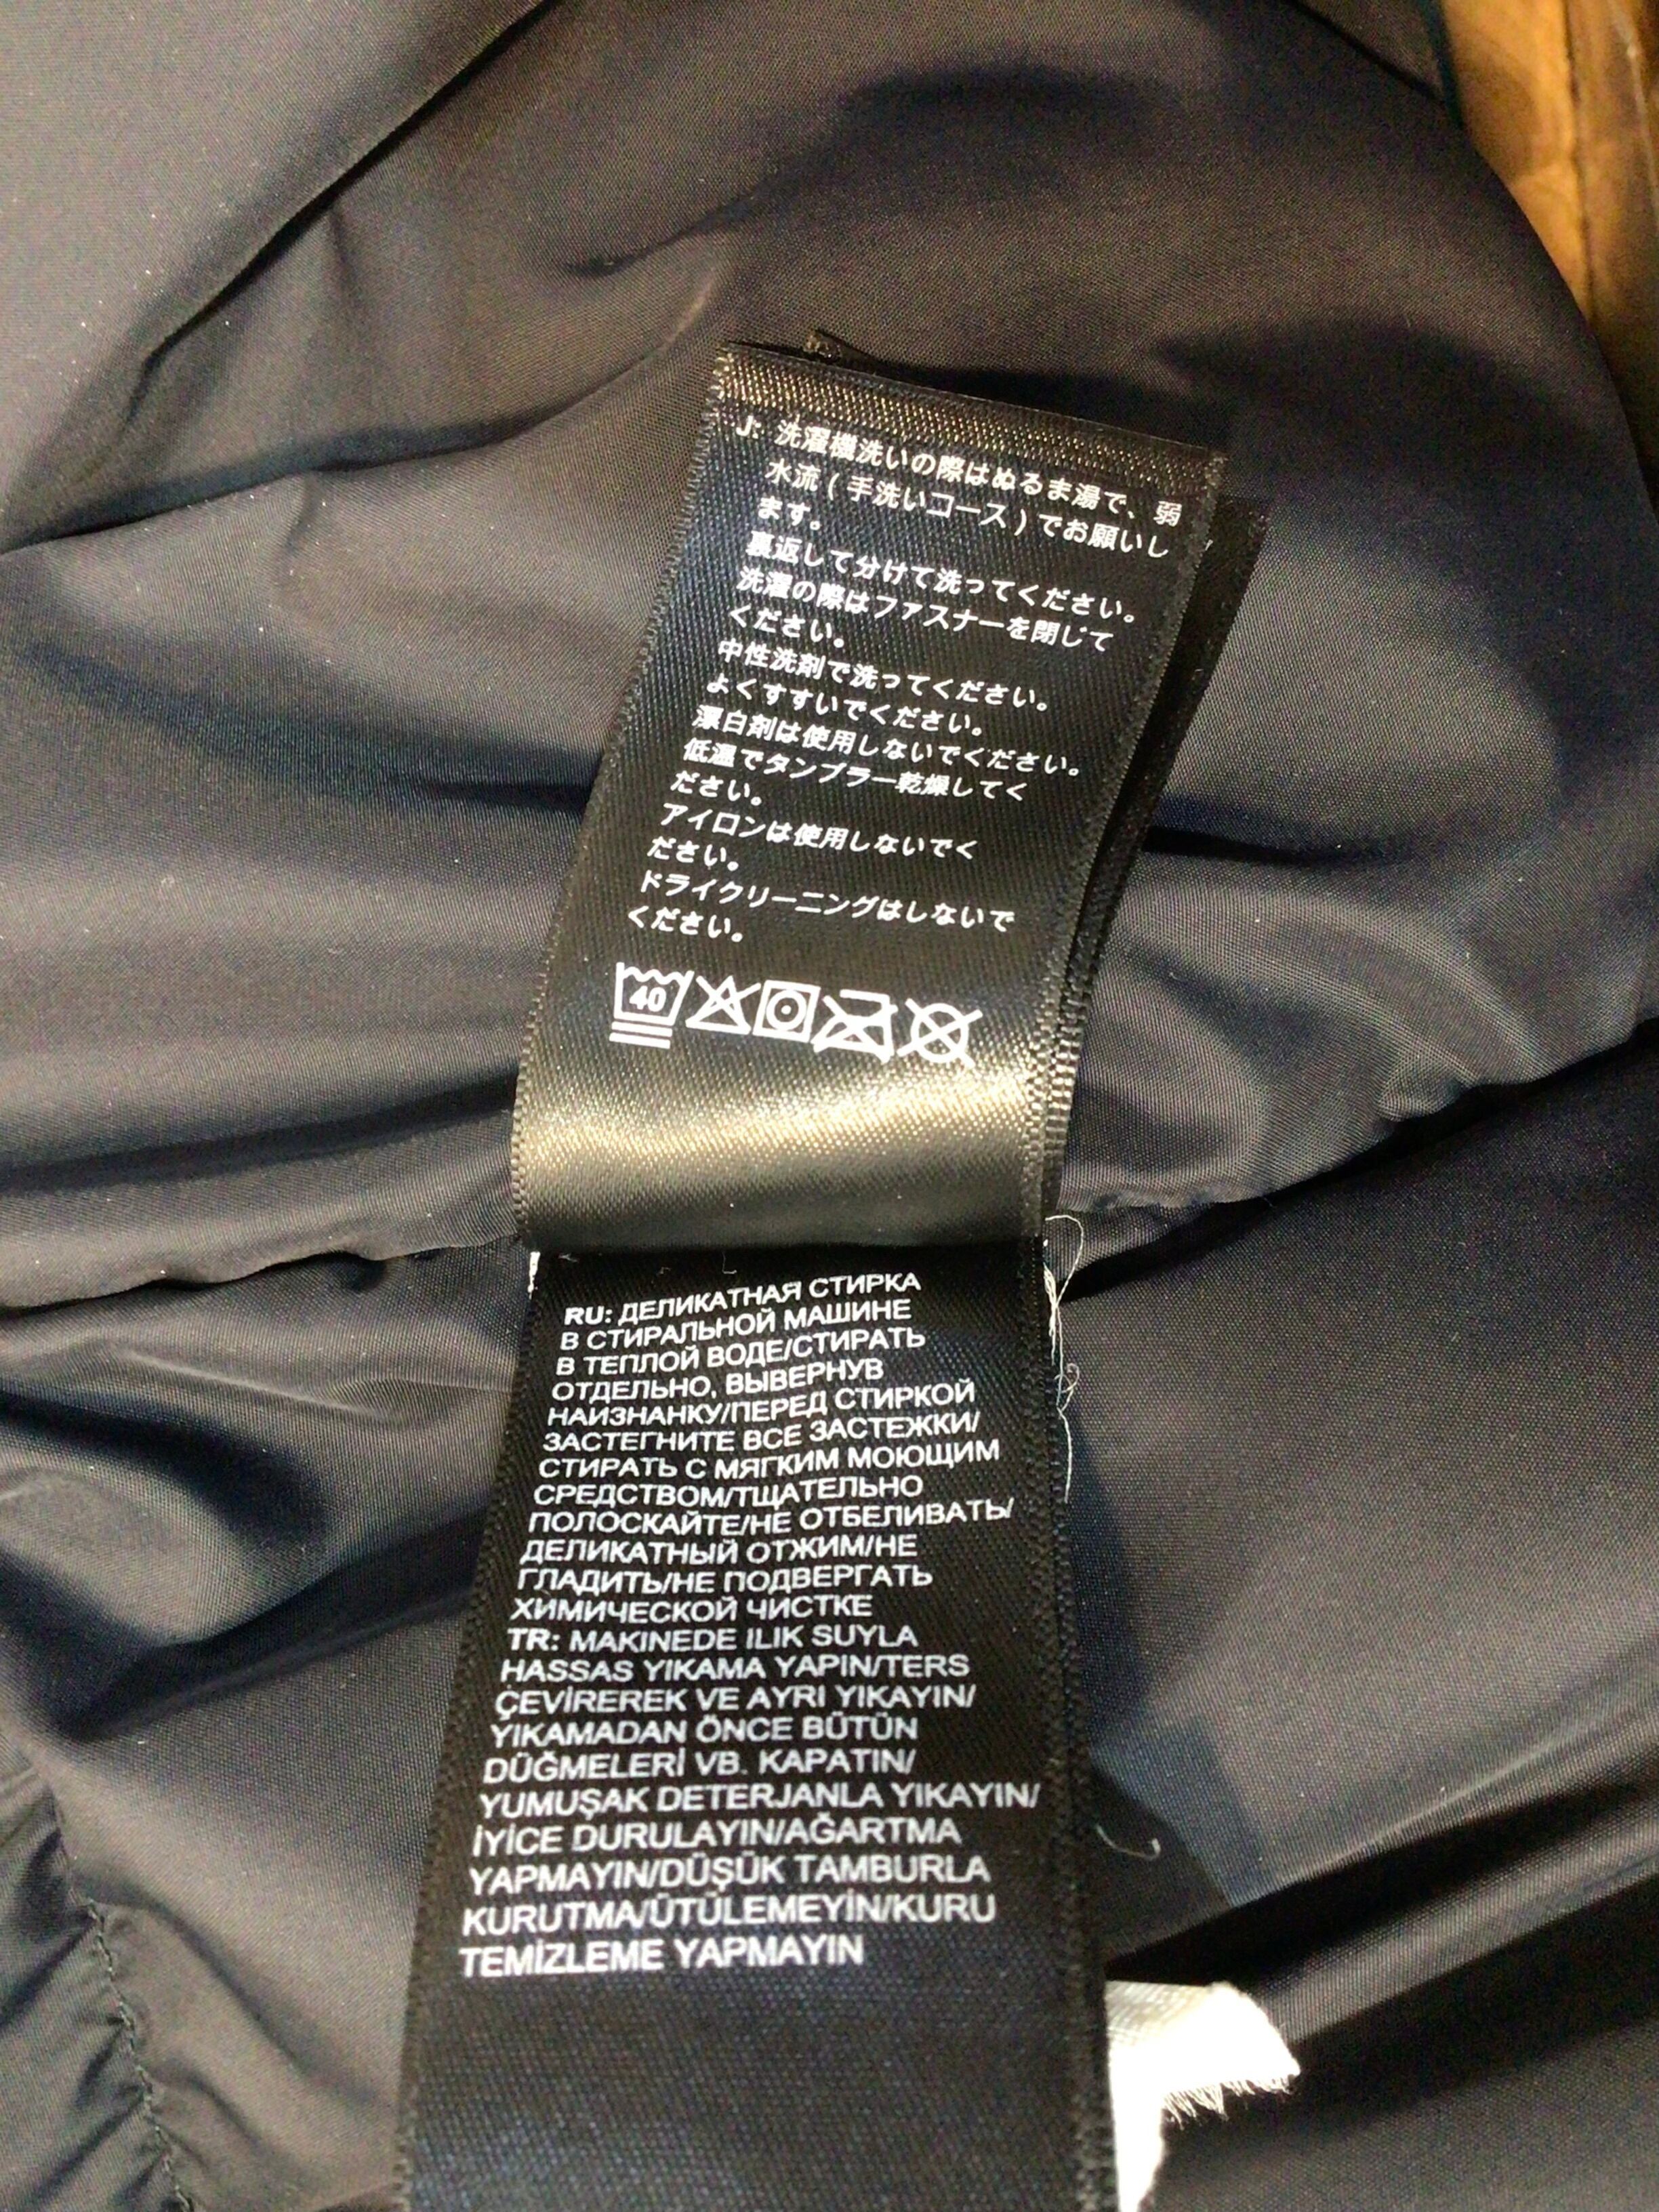 J: 洗濯機洗いの際はぬるま湯で、弱
水流(手洗いコース)でお願いし
ます。
裏返して分けて洗ってください。
洗濯の際はファスナーを閉じて
ください。
中性洗剤で洗ってください。
よくすすいでください。
漂白剤は使用しないでください。
低温でタンブラー乾燥してく
ださい。
アイロンは使用しないでく
ださい。
ドライクリーニングはしないで
ください。
40
RU: ДЕЛИКАТНАЯ СТИРКА
В СТИРАЛЬНОЙ МАШИНЕ
В ТЕПЛОЙ ВОДЕ/СТИРАТЬ
ОТДЕЛЬНО, ВЫВЕРНУВ
НАИЗНАНКУ/ПЕРЕД СТИРКОЙ
ЗАСТЕГНИТЕ ВСЕ ЗАСТЕЖКИ/
СТИРАТЬ С МЯГКИМ МОЮЩИМ
СРЕДСТВОМ/ТЩАТЕЛЬНО
ПОЛОСКАЙТЕ/НЕ ОТБЕЛИВАТЬ/
ДЕЛИКАТНЫЙ ОТЖИМ/НЕ
ГЛАДИТЬ/НЕ ПОДВЕРГАТЬ
ХИМИЧЕСКОЙ ЧИСТКЕ
TR: MAKINEDE ILIK SUYLA
HASSAS YIKAMA YAPIN/TERS
ÇEVİREREK VE AYRI YIKAYIN/
YIKAMADAN ÖNCE BÜTÜN
DÜĞMELERİ VB. KAPATIN/
YUMUŞAK DETERJANLA YIKAYIN/
İYİCE DURULAYIN/AĞARTMA
YAPMAYIN/DÜŞÜK TAMBURLA
KURUTMA/ÜTÜLEMEYİN/KURU
TEMİZLEME YAPMAYIN